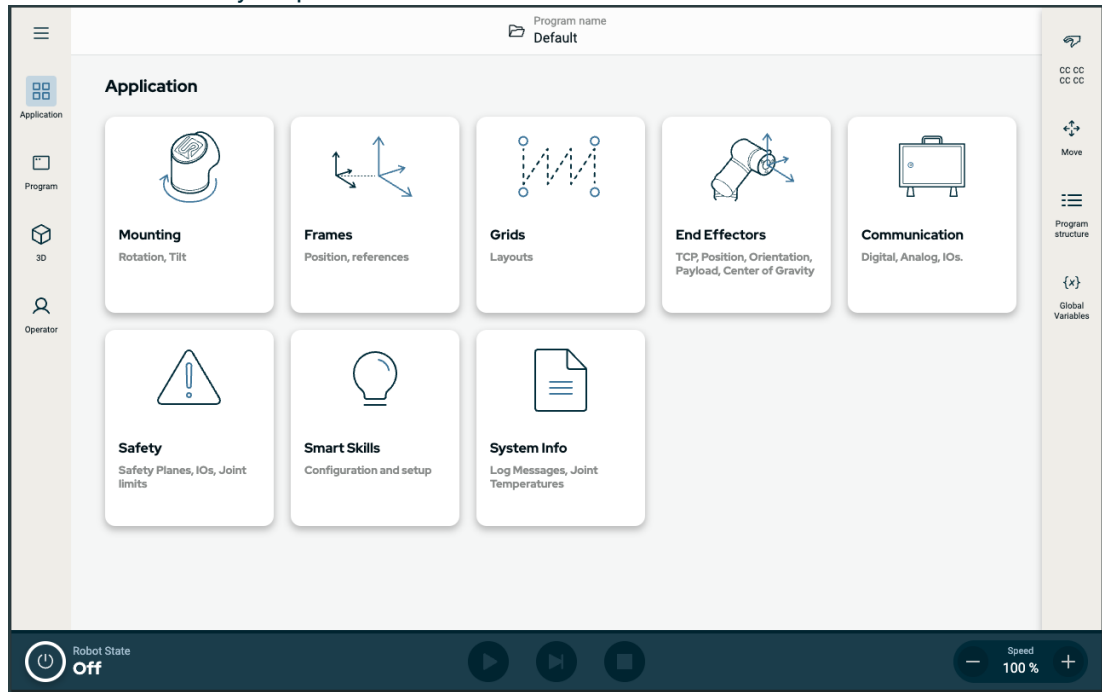 Program name
Default
Application
Program
3D
Operator
Application
Mounting
Rotation, Tilt
Frames
Position, references
Grids
Layouts
End Effectors
TCP, Position, Orientation,
Payload, Center of Gravity
Communication
Digital, Analog, IOs.
Safety
Safety Planes, IOs, Joint
limits
Smart Skills
Configuration and setup
System Info
Log Messages, Joint
Temperatures
CC CC
CC CC
Move
Program
structure
{x}
Global
Variables
Robot State
Off
Speed
100 %